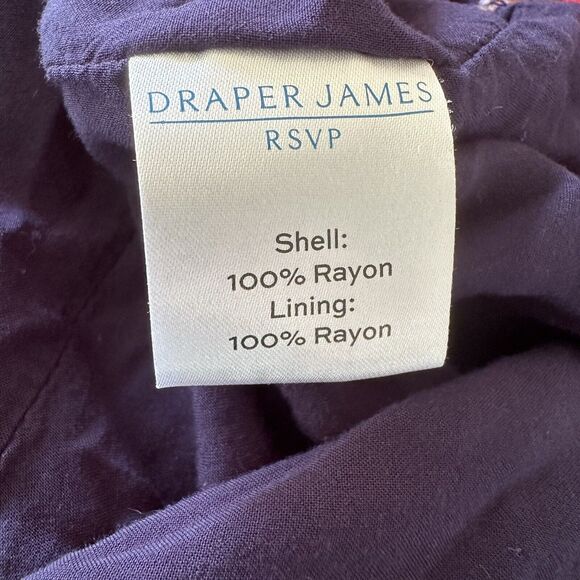 DRAPER JAMES
RSVP
Shell:
100% Rayon
Lining:
100% Rayon